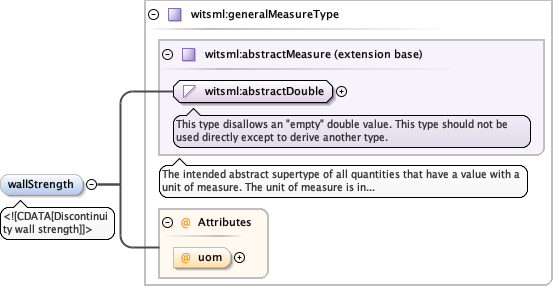 witsml:generalMeasureType
witsml:abstractMeasure (extension base)
witsml:abstractDouble
This type disallows an "empty" double value. This type should not be
used directly except to derive another type.
The intended abstract supertype of all quantities that have a value with a
unit of measure. The unit of measure is in...
wallStrength
<![CDATA[Discontinui
ty wall strength]]>
@ Attributes
@ uom